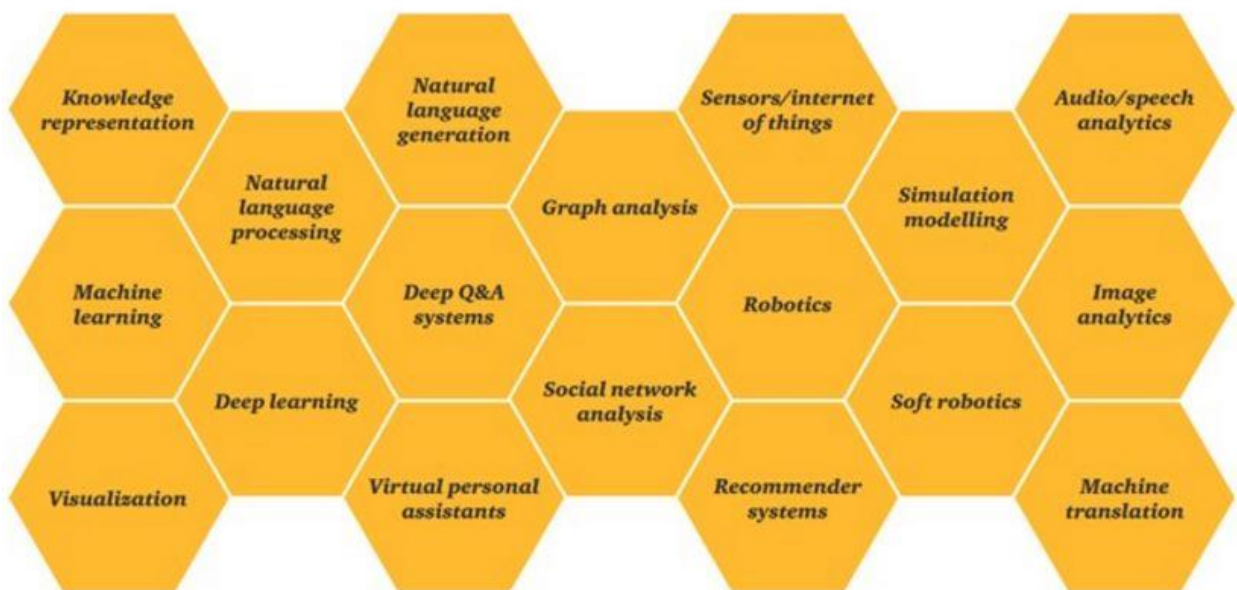 Knowledge
representation
Natural
language
generation
Sensors/internet
of things
Audio/speech
analytics
Natural
language
processing
Graph analysis
Simulation
modelling
Machine
learning
Deep Q&A
systems
Robotics
Image
analytics
Deep learning
Social network
analysis
Soft robotics
Visualization
Virtual personal
assistants
Recommender
systems
Machine
translation